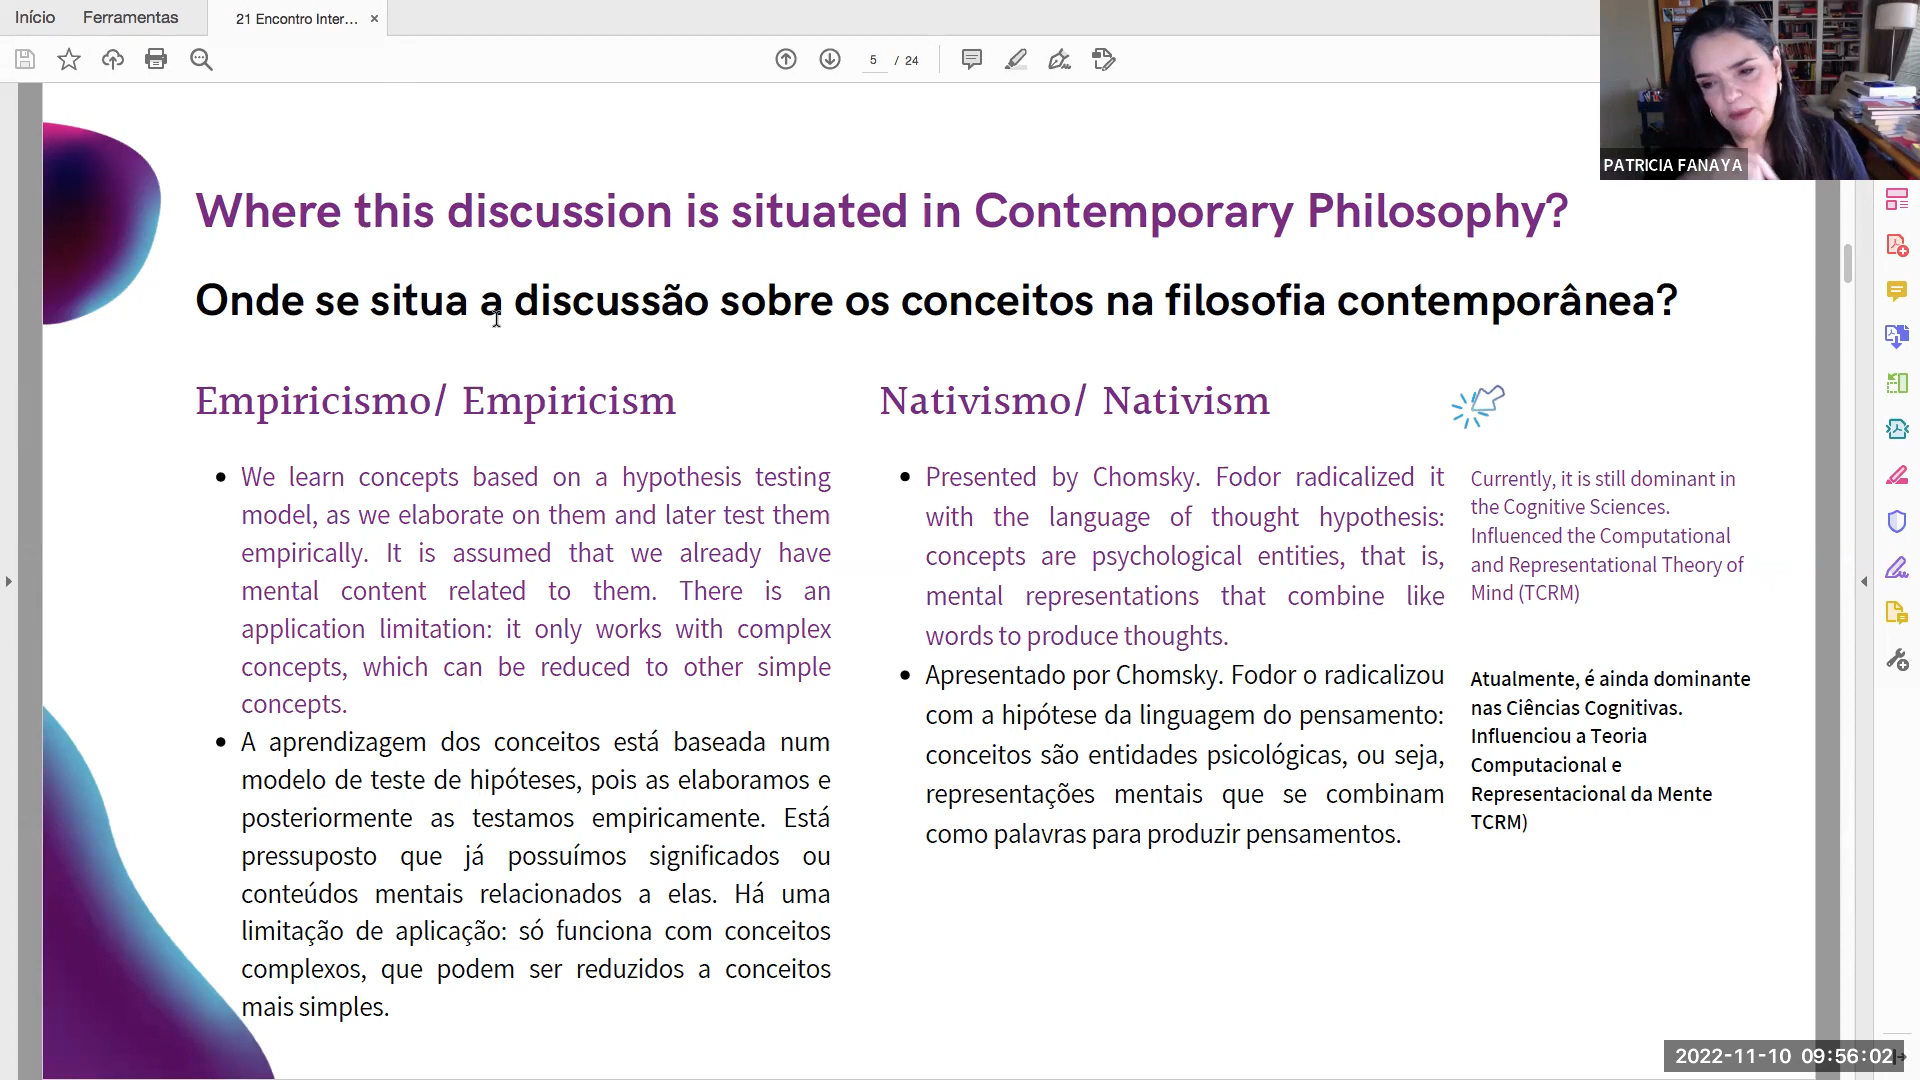 Início
Ferramentas
21 Encontro Inter...
5 / 24
PATRICIA FANAYA
Where this discussion is situated in Contemporary Philosophy?
Onde se situa a discussão sobre os conceitos na filosofia contemporânea?
Empiricismo/ Empiricism
We learn concepts based on a hypothesis testing
model, as we elaborate on them and later test them
empirically. It is assumed that we already have
mental content related to them. There is an
application limitation: it only works with complex
concepts, which can be reduced to other simple
concepts.
A aprendizagem dos conceitos está baseada num
modelo de teste de hipóteses, pois as elaboramos e
posteriormente as testamos empiricamente. Está
pressuposto que já possuímos significados ou
conteúdos mentais relacionados a elas. Há uma
limitação de aplicação: só funciona com conceitos
complexos, que podem ser reduzidos a conceitos
mais simples.
Nativismo/ Nativism
Presented by Chomsky. Fodor radicalized it
with the language of thought hypothesis:
concepts are psychological entities, that is,
mental representations that combine like
words to produce thoughts.
Apresentado por Chomsky. Fodor o radicalizou
com a hipótese da linguagem do pensamento:
conceitos são entidades psicológicas, ou seja,
representações mentais que se combinam
como palavras para produzir pensamentos.
Currently, it is still dominant in
the Cognitive Sciences.
Influenced the Computational
and Representational Theory of
Mind (TCRM)
Atualmente, é ainda dominante
nas Ciências Cognitivas.
Influenciou a Teoria
Computacional e
Representacional da Mente
TCRM)
2022-11-10 09:56:02